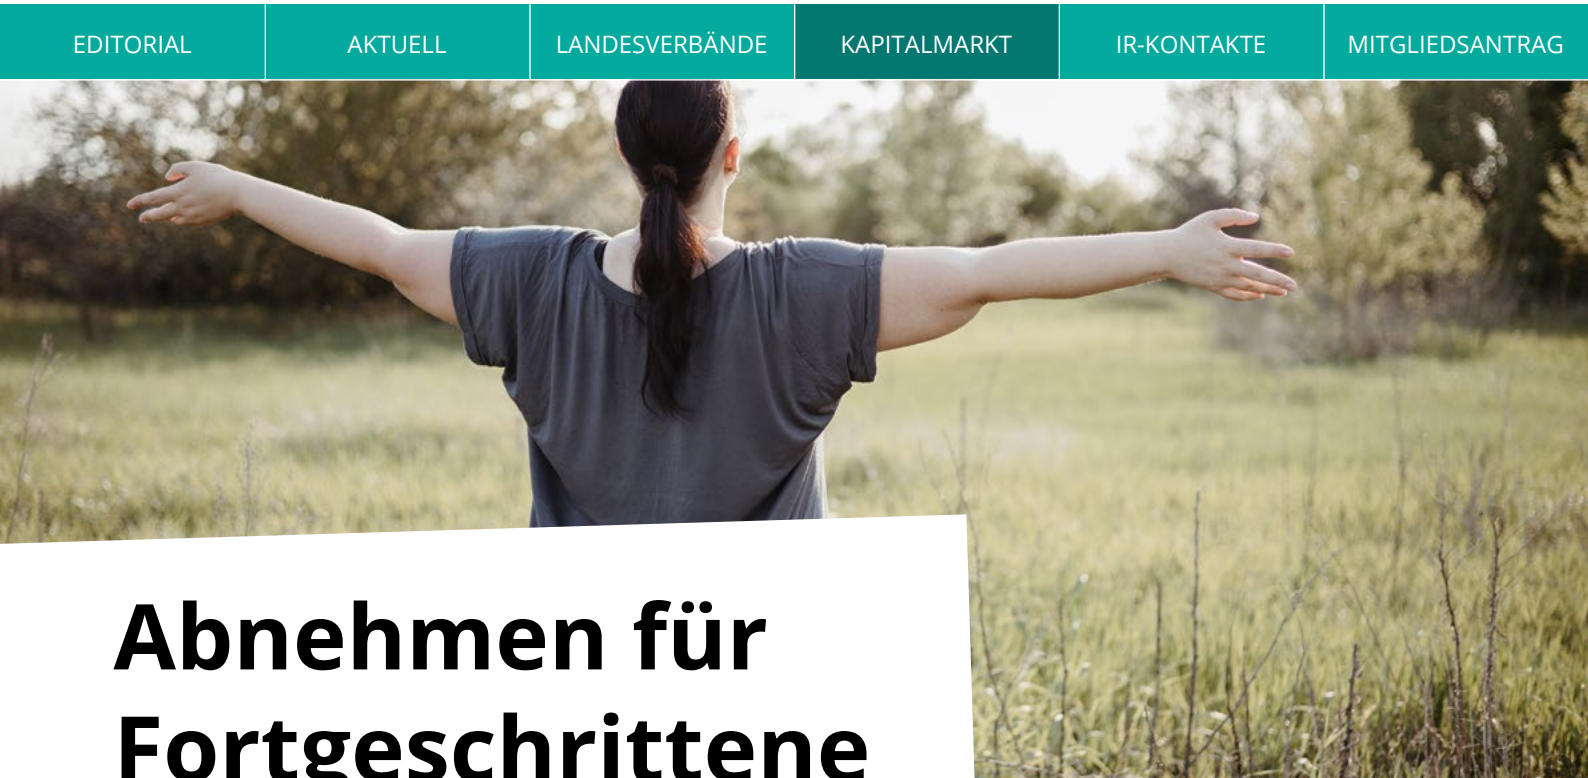 EDITORIAL AKTUELL LANDESVERBÄNDE KAPITALMARKT IR-KONTAKTE MITGLIEDSANTRAG
Abnehmen für
Fortgeschrittene